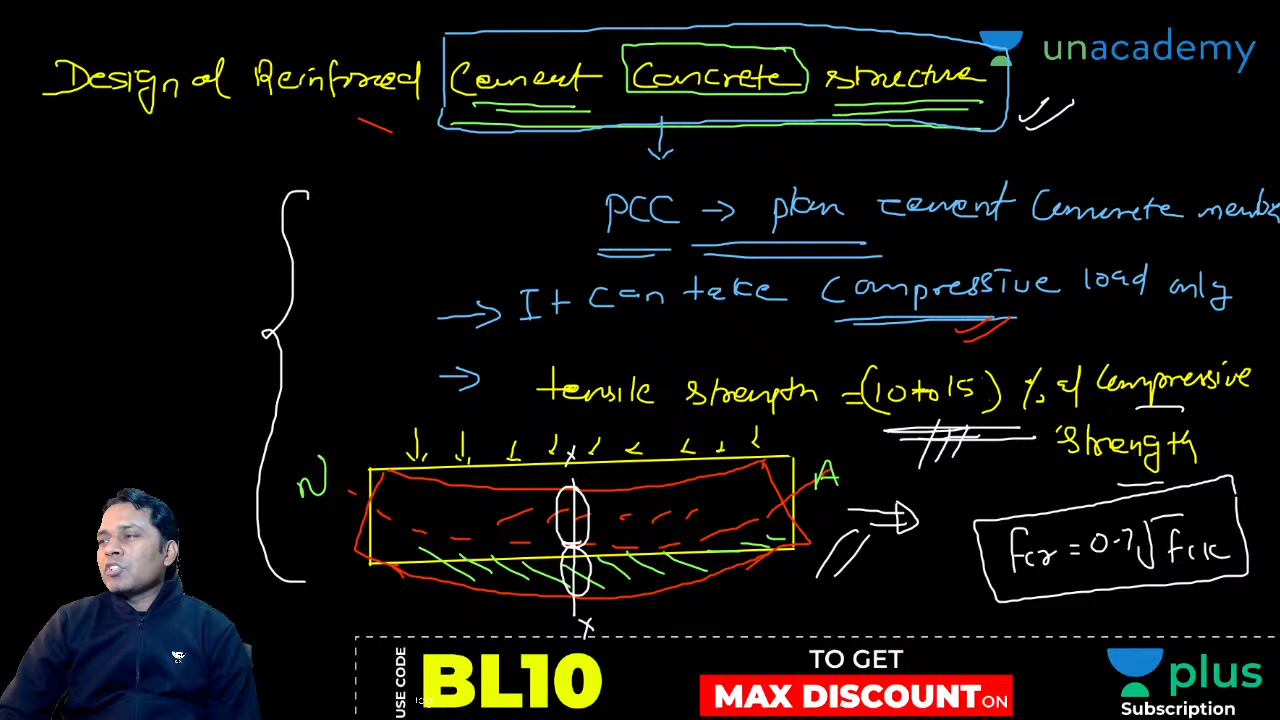 unacademy
Design of Reinforced Cement Concrete structure
PCC → plan cement Concrete member
→ It can take compressive load only
→ tensile strength = (10 to 15) % of compressive
strength
x
N A
fcr = 0.7√fck
x
USE CODE
BL10
TO GET
MAX DISCOUNT ON
plus
Subscription